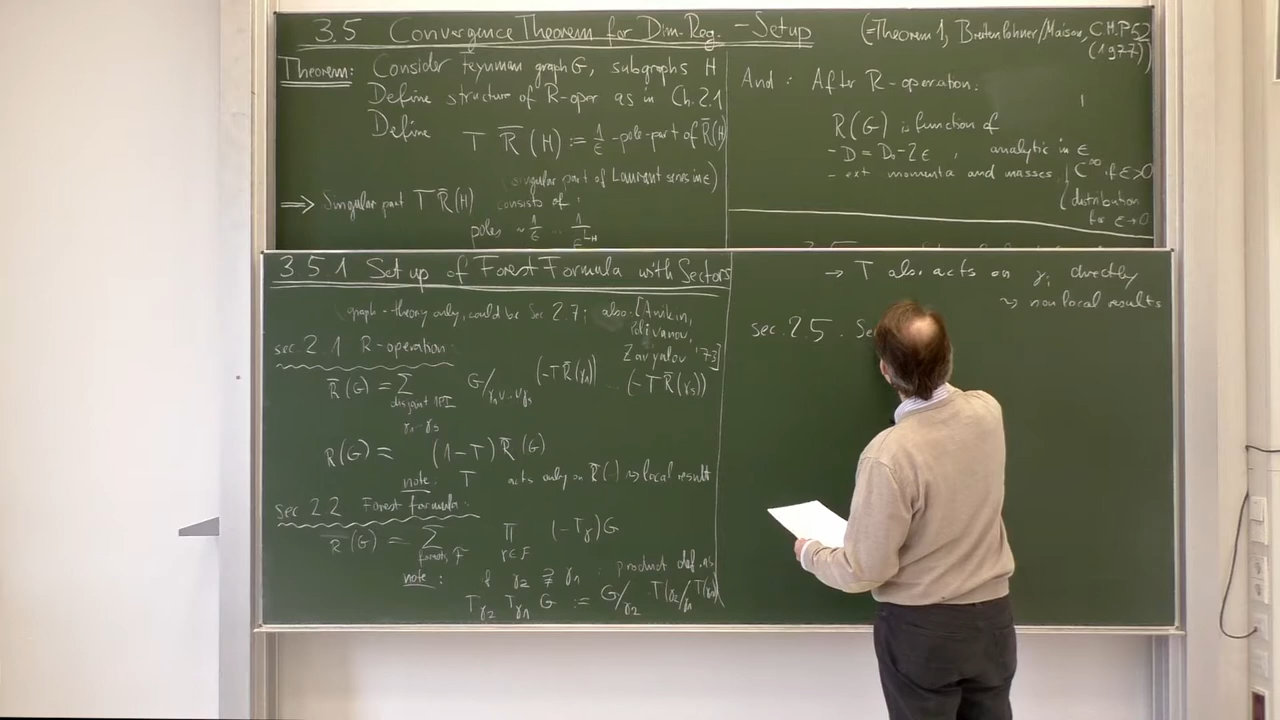 3.5 Convergence Theorem for Dim.Reg. - Setup
(=Theorem 1, Breitenlohner/Maison, C.M.P 52
(1977))
Theorem: Consider Feynman graph G, subgraphs H
Define structure of R-oper as in Ch. 2.1
Define T R̅(H) := 1/ε -pole-part of R̅(H)
(singular part of Laurent series in ε)
⟹ Singular part T R̅(H) consists of:
poles ~ 1/ε ... 1/ε^{L_H}
And: After R-operation:
R(G) is function of
- D = D₀-2ε, analytic in ε
- ext momenta and masses { C^∞ if ε>0
distribution
for ε→0
3.5.1 Set up of Forest Formula with Sectors
graph-theory only, could be Sec 2.7; also [Anikin,
Polivanov,
Zavyalov '73]
sec. 2.1 R-operation:
R̅(G) = Σ G/γ₁∪...∪γₛ (-T R̅(γ₁)) ... (-T R̅(γₛ))
disjoint 1PI
γ₁...γₛ
R(G) = (1-T) R̅(G)
note: T acts only on R̅(·) ⇝ local result
Sec 2.2 Forest formula:
R̅(G) = Σ Π (-T_γ) G
forests F γ∈F
note: if γ₂ ⊋ γ₁ : product def. as
T_γ₂ T_γ₁ G := G/γ₂ · T(γ₂/γ₁ T(γ₁))
→ T also acts on γᵢ directly
⇝ non local results
sec. 2.5. Se